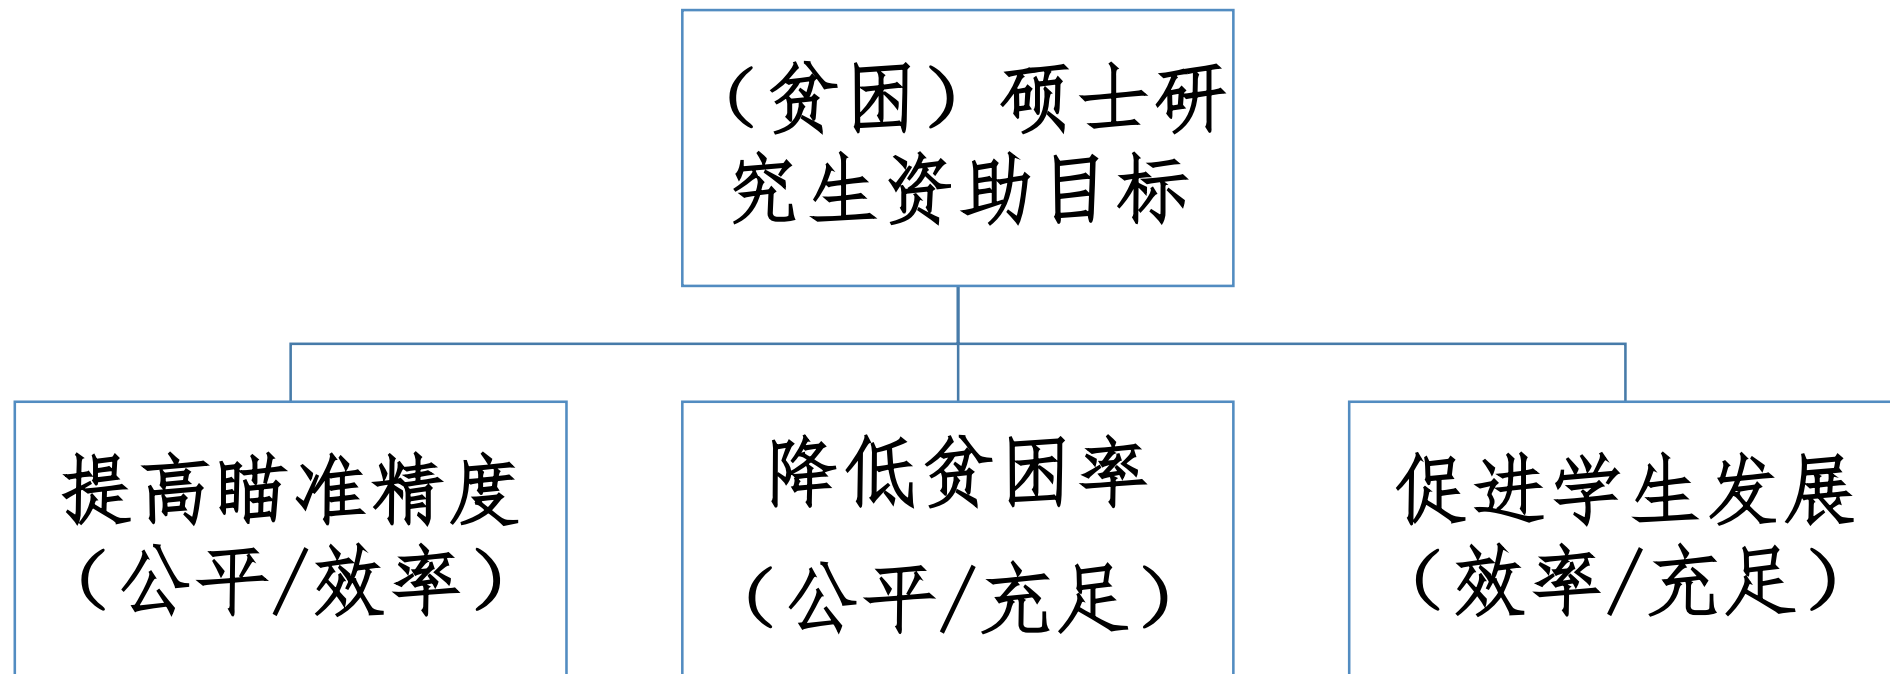 （贫困）硕士研
究生资助目标
提高瞄准精度
（公平/效率）
降低贫困率
（公平/充足）
促进学生发展
（效率/充足）